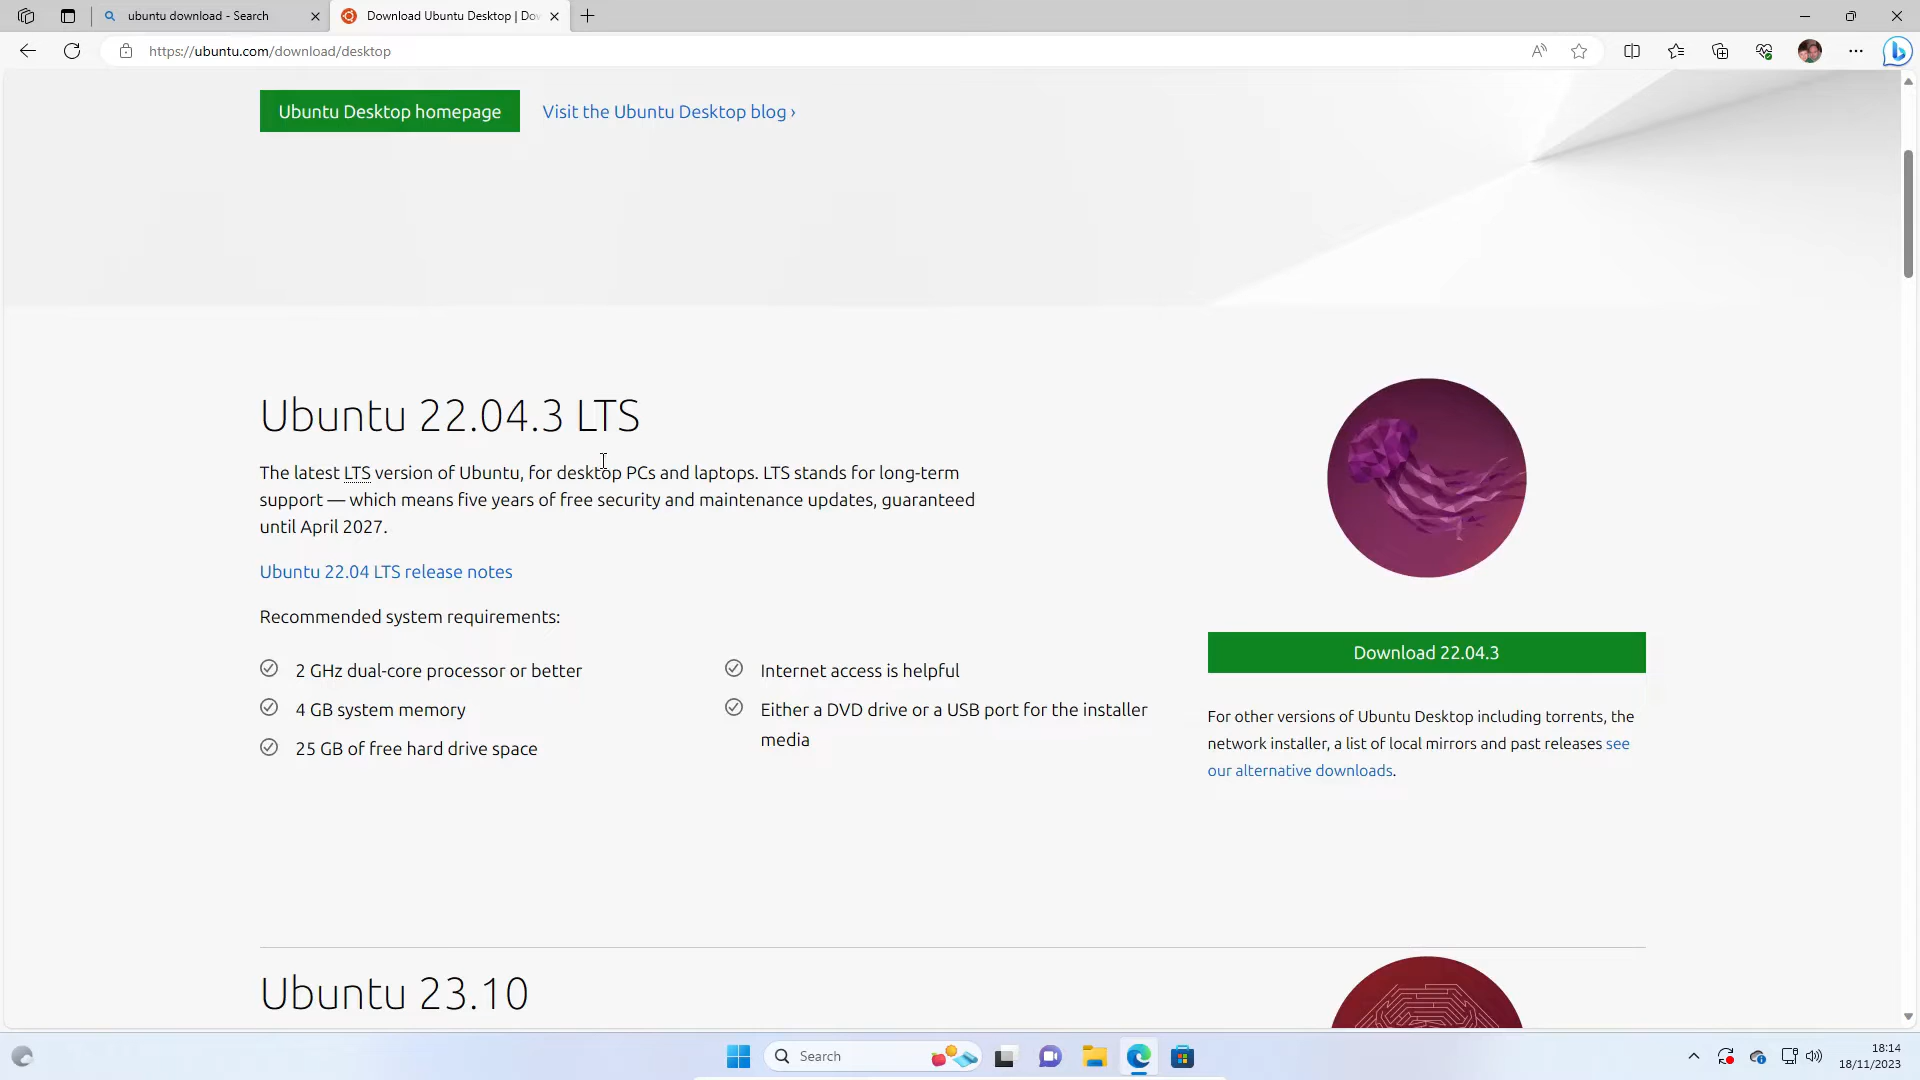 ubuntu download - Search
Download Ubuntu Desktop | Do
https://ubuntu.com/download/desktop
Ubuntu Desktop homepage
Visit the Ubuntu Desktop blog ›
Ubuntu 22.04.3 LTS
The latest LTS version of Ubuntu, for desktop PCs and laptops. LTS stands for long-term
support — which means five years of free security and maintenance updates, guaranteed
until April 2027.
Ubuntu 22.04 LTS release notes
Recommended system requirements:
2 GHz dual-core processor or better
4 GB system memory
25 GB of free hard drive space
Internet access is helpful
Either a DVD drive or a USB port for the installer
media
Download 22.04.3
For other versions of Ubuntu Desktop including torrents, the
network installer, a list of local mirrors and past releases see
our alternative downloads.
Ubuntu 23.10
Search
18:14
18/11/2023